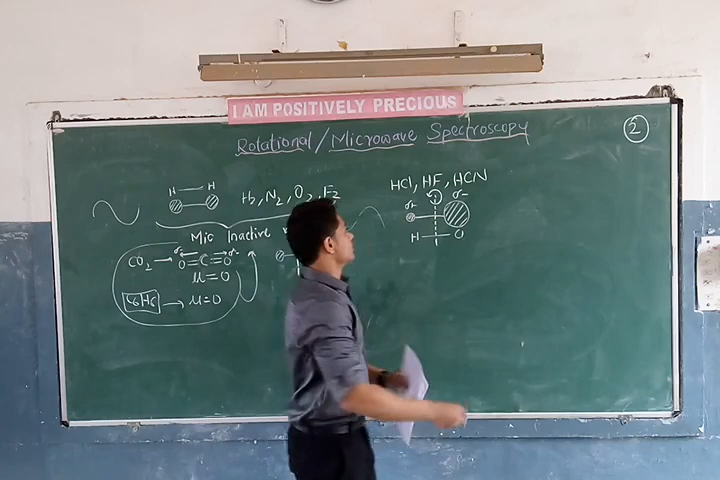 I AM POSITIVELY PRECIOUS
Rotational / Microwave Spectroscopy
2
H — H
H2, N2, O2, F2
HCl, HF, HCN
δ+ δ-
Mic Inactive
H — Cl
CO2 → O=C=O
δ- δ-
μ = 0
C6H6 → μ=0